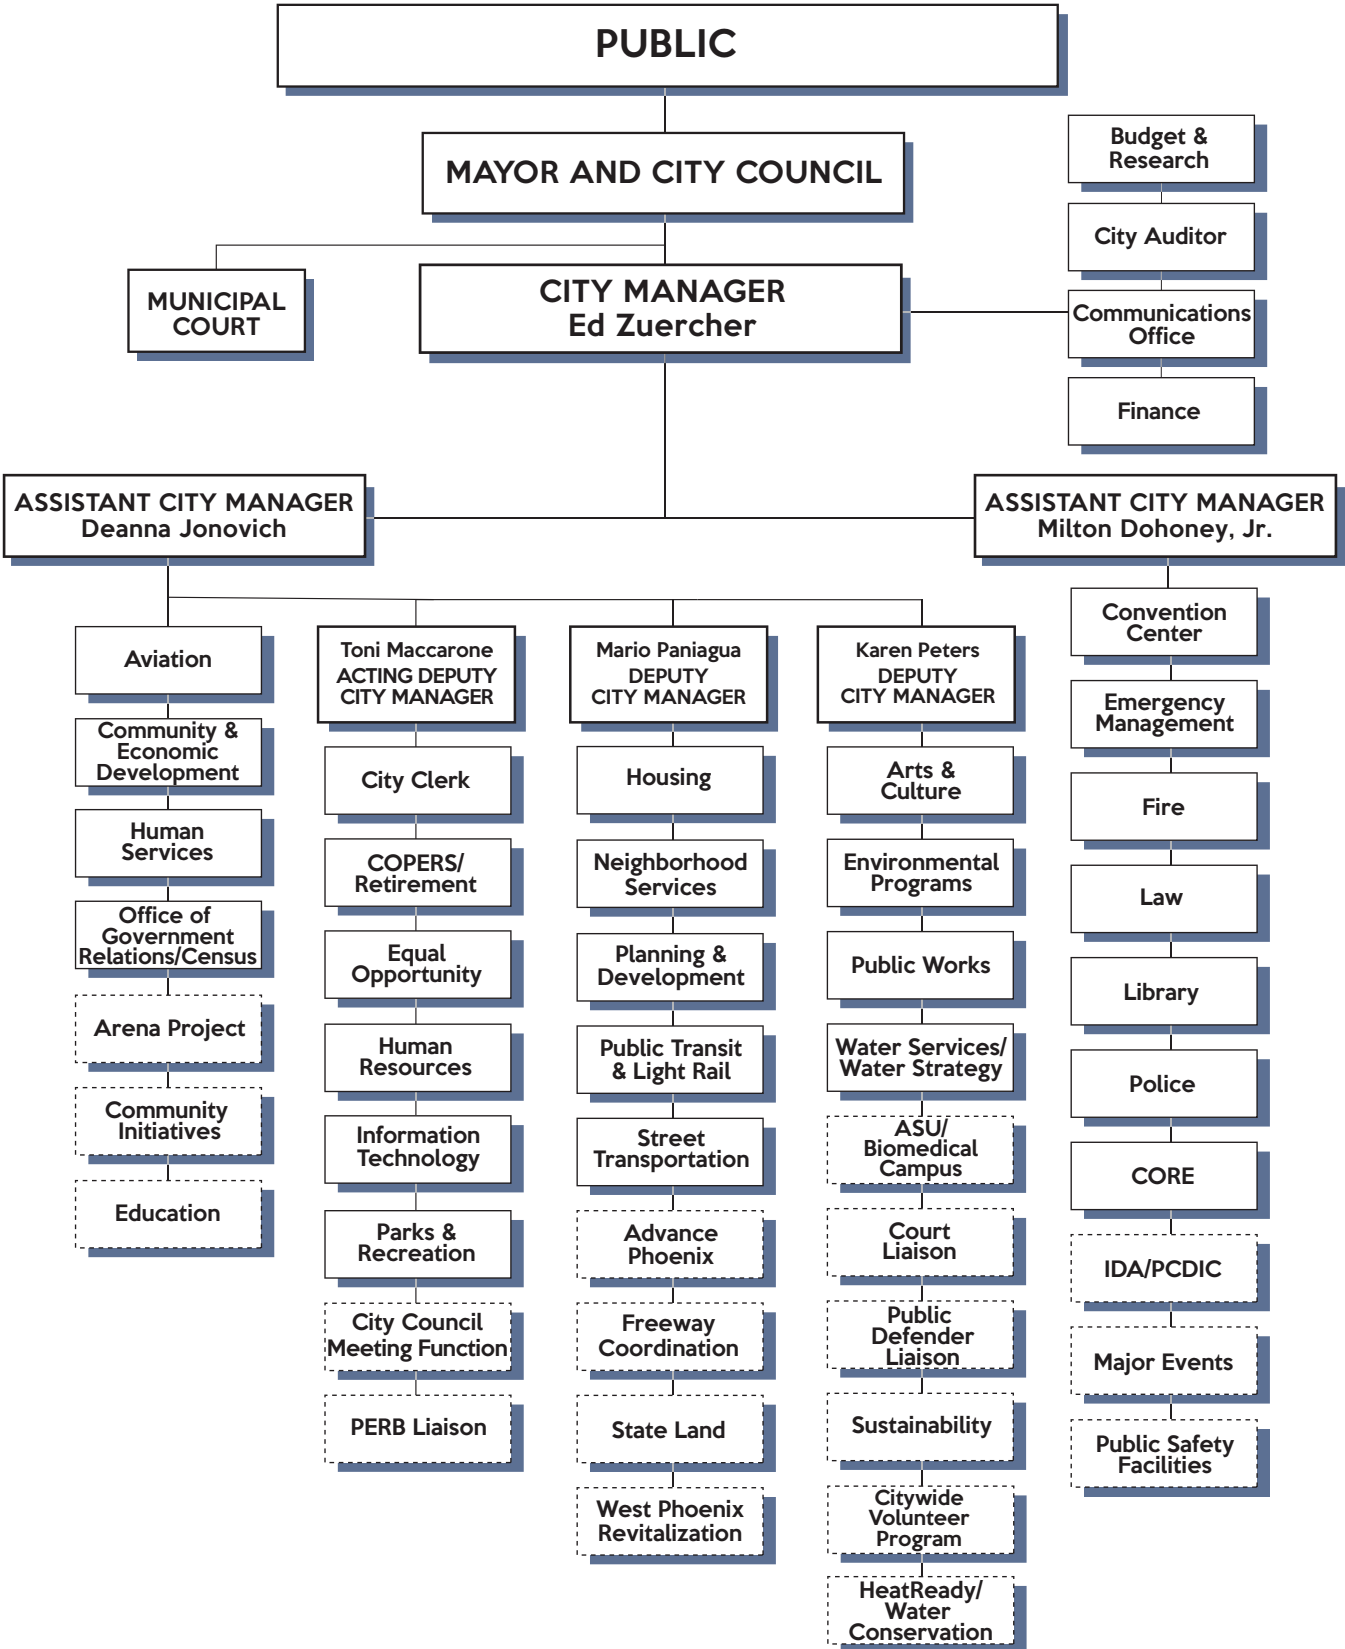 PUBLIC
MAYOR AND CITY COUNCIL
Budget &
Research
City Auditor
Communications
Office
Finance
MUNICIPAL
COURT
CITY MANAGER
Ed Zuercher
ASSISTANT CITY MANAGER
Deanna Jonovich
ASSISTANT CITY MANAGER
Milton Dohoney, Jr.
Aviation
Community &
Economic
Development
Human
Services
Office of
Government
Relations/Census
Arena Project
Community
Initiatives
Education
Toni Maccarone
ACTING DEPUTY
CITY MANAGER
City Clerk
COPERS/
Retirement
Equal
Opportunity
Human
Resources
Information
Technology
Parks &
Recreation
City Council
Meeting Function
PERB Liaison
Mario Paniagua
DEPUTY
CITY MANAGER
Housing
Neighborhood
Services
Planning &
Development
Public Transit
& Light Rail
Street
Transportation
Advance
Phoenix
Freeway
Coordination
State Land
West Phoenix
Revitalization
Karen Peters
DEPUTY
CITY MANAGER
Arts &
Culture
Environmental
Programs
Public Works
Water Services/
Water Strategy
ASU/
Biomedical
Campus
Court
Liaison
Public
Defender
Liaison
Sustainability
Citywide
Volunteer
Program
HeatReady/
Water
Conservation
Convention
Center
Emergency
Management
Fire
Law
Library
Police
CORE
IDA/PCDIC
Major Events
Public Safety
Facilities